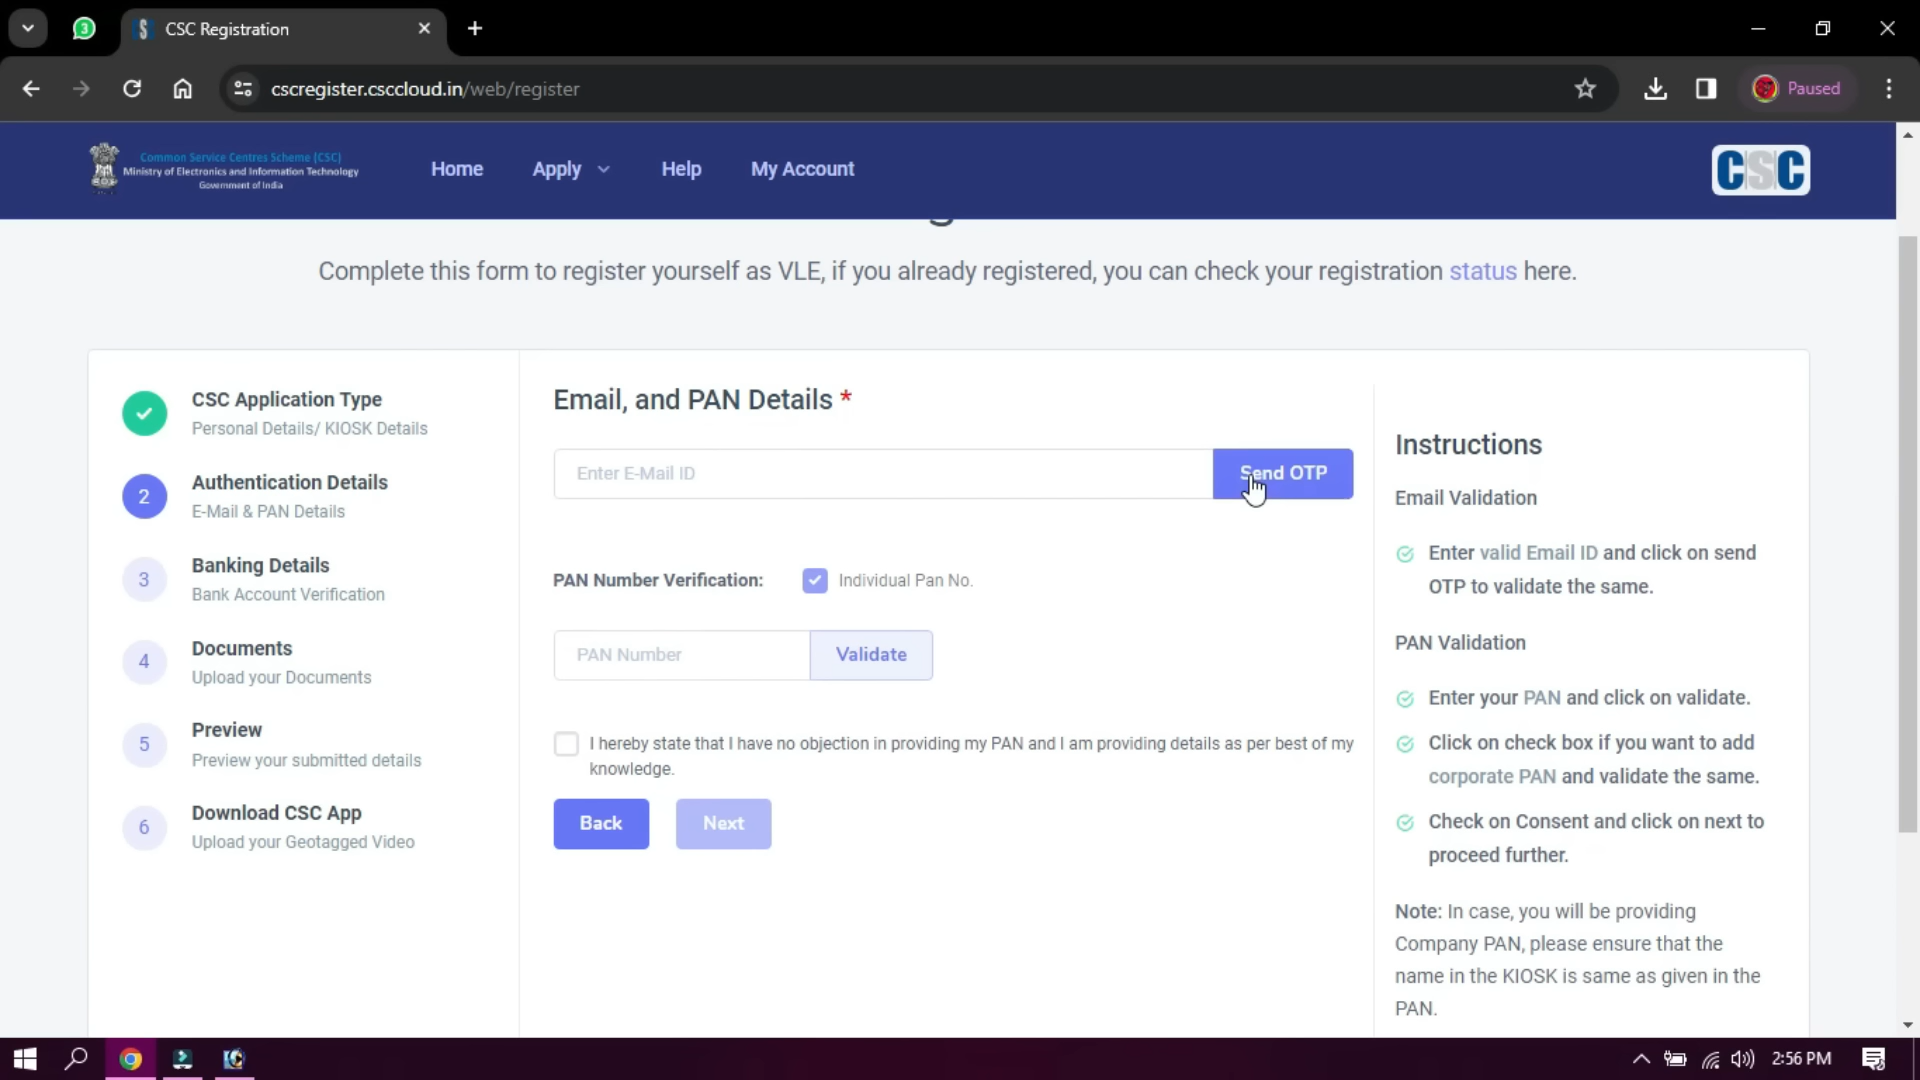 3
CSC Registration
cscregister.csccloud.in/web/register
Paused
Common Service Centres Scheme (CSC)
Ministry of Electronics and Information Technology
Government of India
Home
Apply
Help
My Account
CSC
Complete this form to register yourself as VLE, if you already registered, you can check your registration status here.
CSC Application Type
Personal Details/ KIOSK Details
2
Authentication Details
E-Mail & PAN Details
3
Banking Details
Bank Account Verification
4
Documents
Upload your Documents
5
Preview
Preview your submitted details
6
Download CSC App
Upload your Geotagged Video
Email, and PAN Details *
Enter E-Mail ID
Send OTP
PAN Number Verification:
Individual Pan No.
PAN Number
Validate
I hereby state that I have no objection in providing my PAN and I am providing details as per best of my
knowledge.
Back
Next
Instructions
Email Validation
Enter valid Email ID and click on send
OTP to validate the same.
PAN Validation
Enter your PAN and click on validate.
Click on check box if you want to add
corporate PAN and validate the same.
Check on Consent and click on next to
proceed further.
Note: In case, you will be providing
Company PAN, please ensure that the
name in the KIOSK is same as given in the
PAN.
2:56 PM